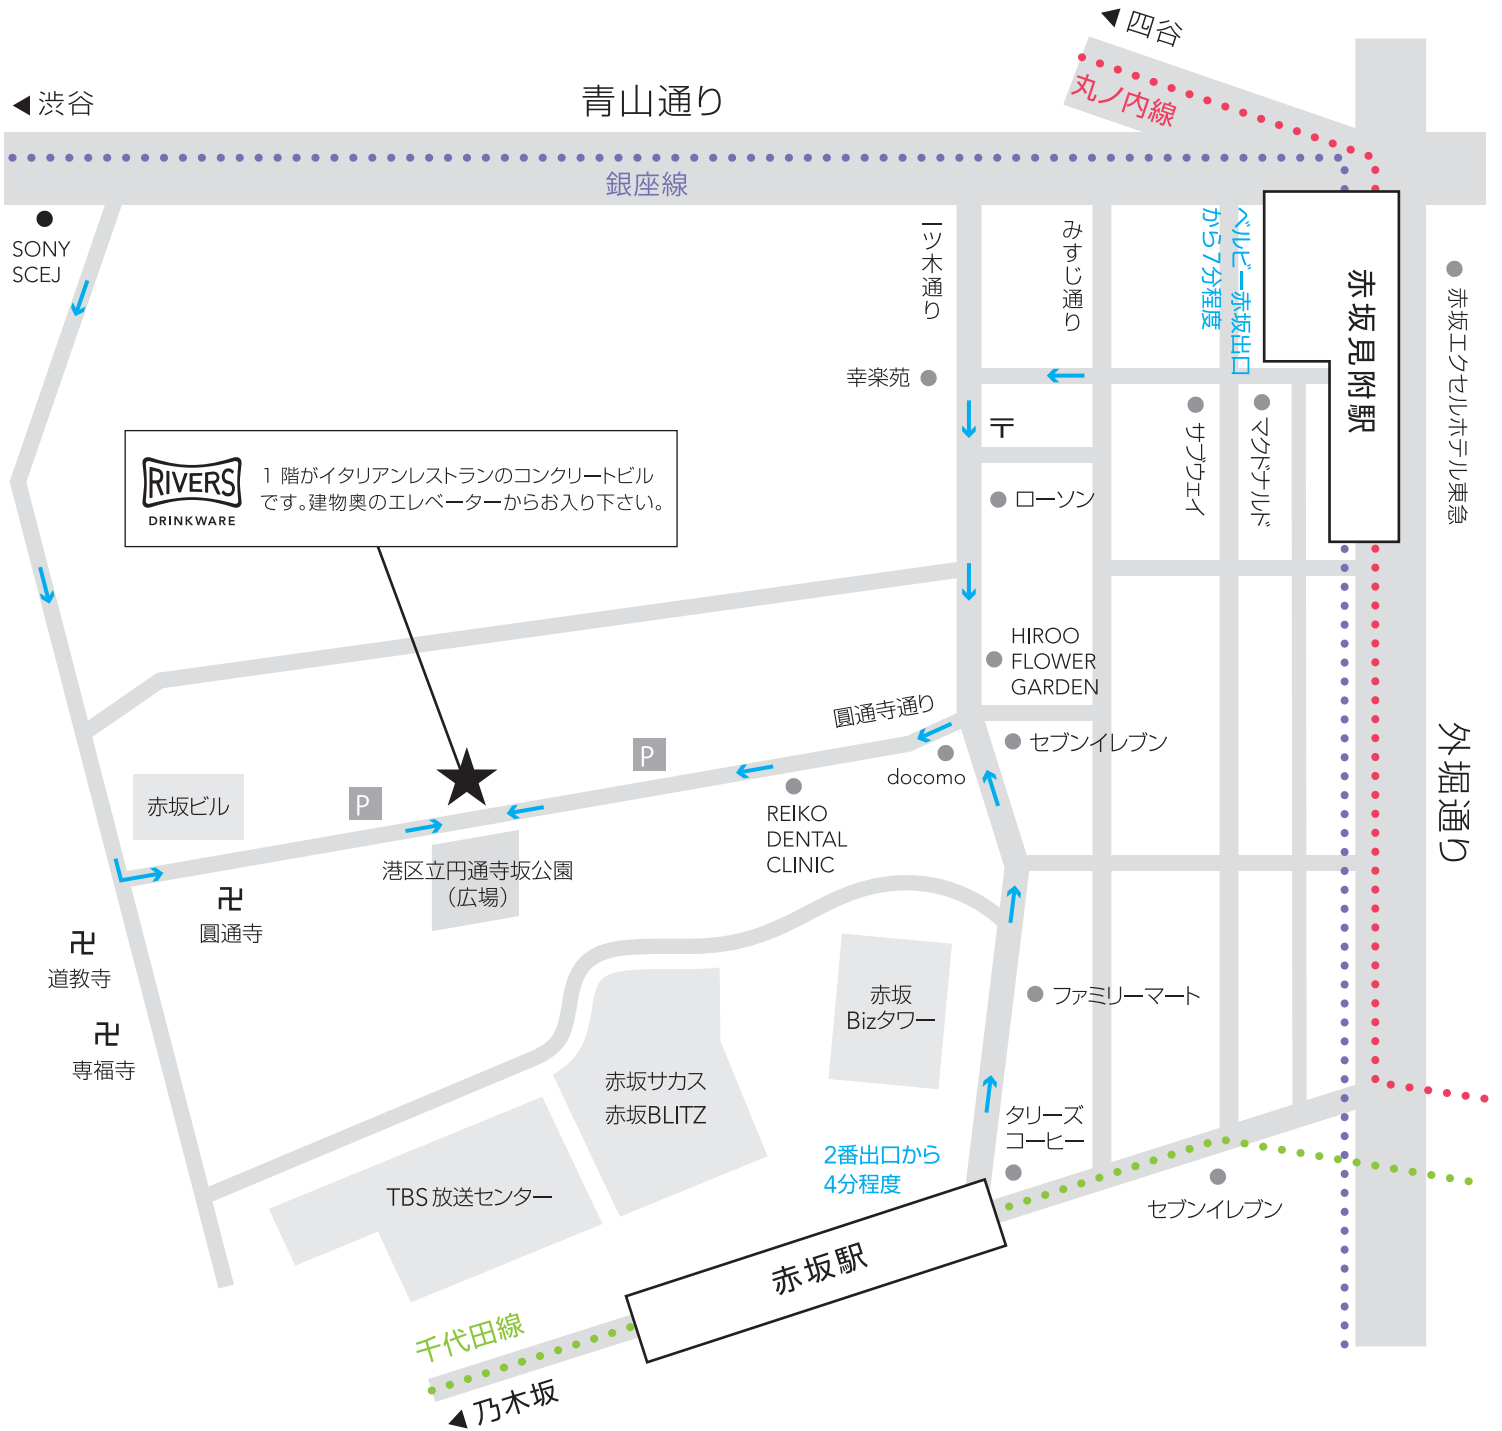 四谷
丸ノ内線
渋谷
青山通り
銀座線
SONY
SCEJ
一ツ木通り
みすじ通り
ベルビー赤坂出口
から7分程度
赤坂見附駅
赤坂エクセルホテル東急
幸楽苑
〒
サブウェイ
マクドナルド
RIVERS
DRINKWARE
1 階がイタリアンレストランのコンクリートビル
です。建物奥のエレベーターからお入り下さい。
ローソン
HIROO
FLOWER
GARDEN
圓通寺通り
セブンイレブン
docomo
外堀通り
P
P
赤坂ビル
REIKO
DENTAL
CLINIC
港区立円通寺坂公園
（広場）
卍
圓通寺
卍
道教寺
卍
専福寺
赤坂
Bizタワー
ファミリーマート
赤坂サカス
赤坂BLITZ
タリーズ
コーヒー
2番出口から
4分程度
TBS 放送センター
セブンイレブン
赤坂駅
千代田線
乃木坂